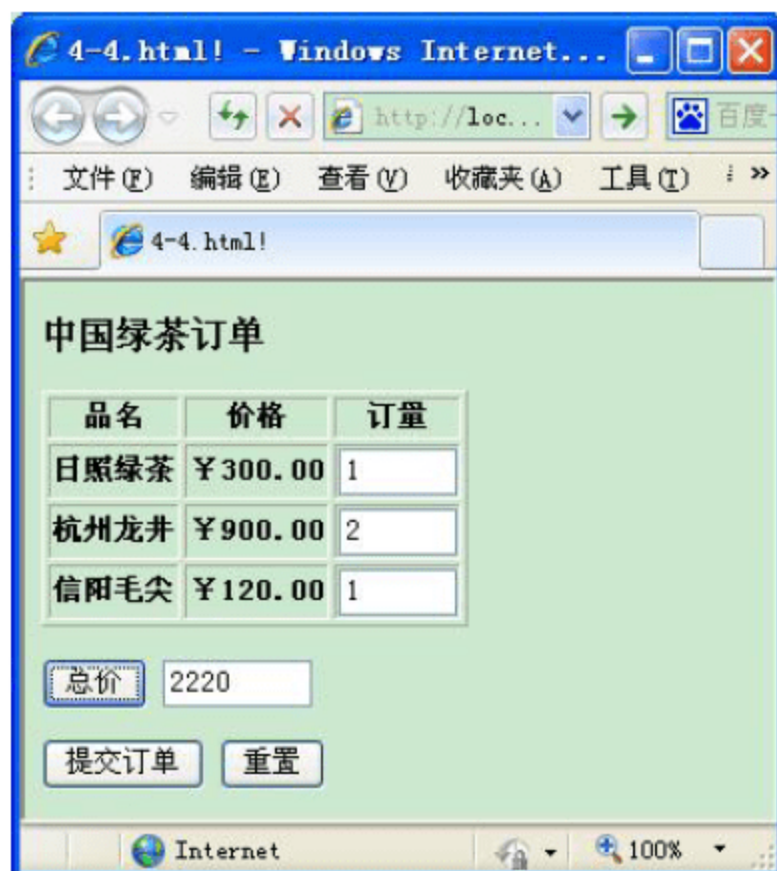 4-4.html! - Windows Internet...
http://loc... 百度
文件(F) 编辑(E) 查看(V) 收藏夹(A) 工具(T) »
4-4.html!
中国绿茶订单
品名 价格 订量
日照绿茶 ￥300.00 1
杭州龙井 ￥900.00 2
信阳毛尖 ￥120.00 1
总价 2220
提交订单 重置
Internet 100%